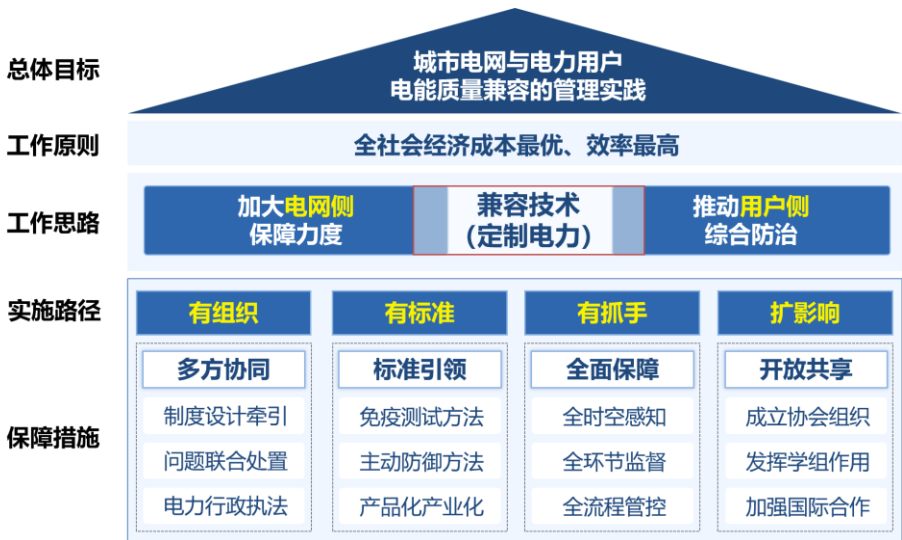 总体目标
城市电网与电力用户
电能质量兼容的管理实践
工作原则
全社会经济成本最优、效率最高
工作思路
加大电网侧
保障力度
兼容技术
（定制电力）
推动用户侧
综合防治
实施路径
有组织
有标准
有抓手
扩影响
保障措施
多方协同
标准引领
全面保障
开放共享
制度设计牵引
免疫测试方法
全时空感知
成立协会组织
问题联合处置
主动防御方法
全环节监督
发挥学组作用
电力行政执法
产品化产业化
全流程管控
加强国际合作